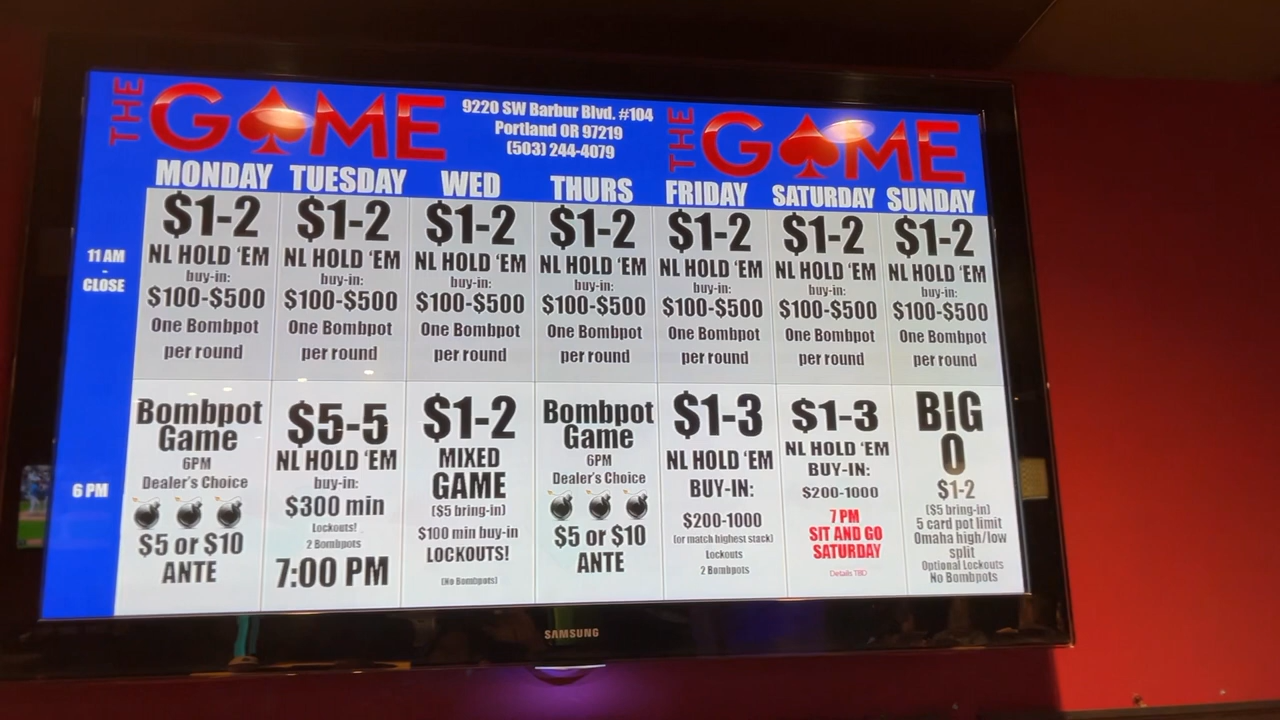 THE GAME
9220 SW Barbur Blvd. #104
Portland OR 97219
(503) 244-4079
THE GAME
MONDAY TUESDAY WED THURS FRIDAY SATURDAY SUNDAY
11 AM
-
CLOSE
$1-2
NL HOLD ‘EM
buy-in:
$100-$500
One Bombpot
per round
$1-2
NL HOLD ‘EM
buy-in:
$100-$500
One Bombpot
per round
$1-2
NL HOLD ‘EM
buy-in:
$100-$500
One Bombpot
per round
$1-2
NL HOLD ‘EM
buy-in:
$100-$500
One Bombpot
per round
$1-2
NL HOLD ‘EM
buy-in:
$100-$500
One Bombpot
per round
$1-2
NL HOLD ‘EM
buy-in:
$100-$500
One Bombpot
per round
$1-2
NL HOLD ‘EM
buy-in:
$100-$500
One Bombpot
per round
6 PM
Bombpot
Game
6PM
Dealer's Choice
$5 or $10
ANTE
$5-5
NL HOLD ‘EM
buy-in:
$300 min
Lockouts!
2 Bombpots
7:00 PM
$1-2
MIXED
GAME
($5 bring-in)
$100 min buy-in
LOCKOUTS!
(No Bombpots)
Bombpot
Game
6PM
Dealer's Choice
$5 or $10
ANTE
$1-3
NL HOLD ‘EM
BUY-IN:
$200-1000
(or match highest stack)
Lockouts
2 Bombpots
$1-3
NL HOLD ‘EM
BUY-IN:
$200-1000
7 PM
SIT AND GO
SATURDAY
Details TBD
BIG
O
$1-2
($5 bring-in)
5 card pot limit
Omaha high/low
split
Optional Lockouts
No Bombpots
SAMSUNG